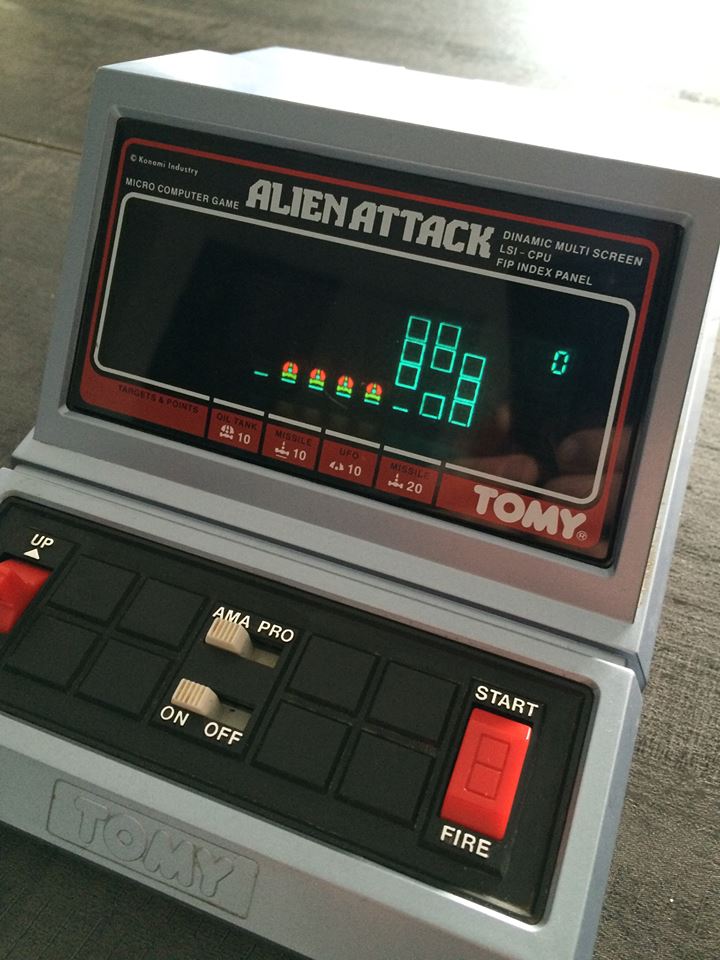 © Konami Industry
MICRO COMPUTER GAME
ALIEN ATTACK
DINAMIC MULTI SCREEN
LSI - CPU
FIP INDEX PANEL
0
TARGETS & POINTS
OIL TANK
10
MISSILE
10
UFO
10
MISSILE
20
TOMY®
UP
AMA PRO
ON OFF
START
FIRE
TOMY